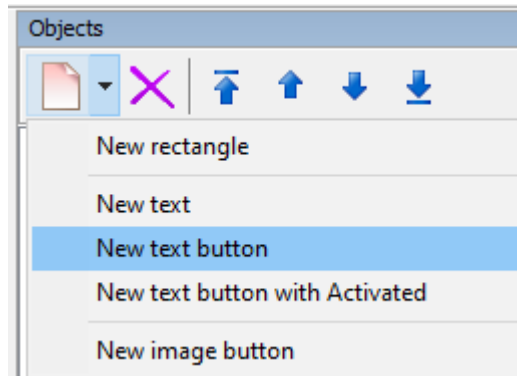 Objects
New rectangle
New text
New text button
New text button with Activated
New image button